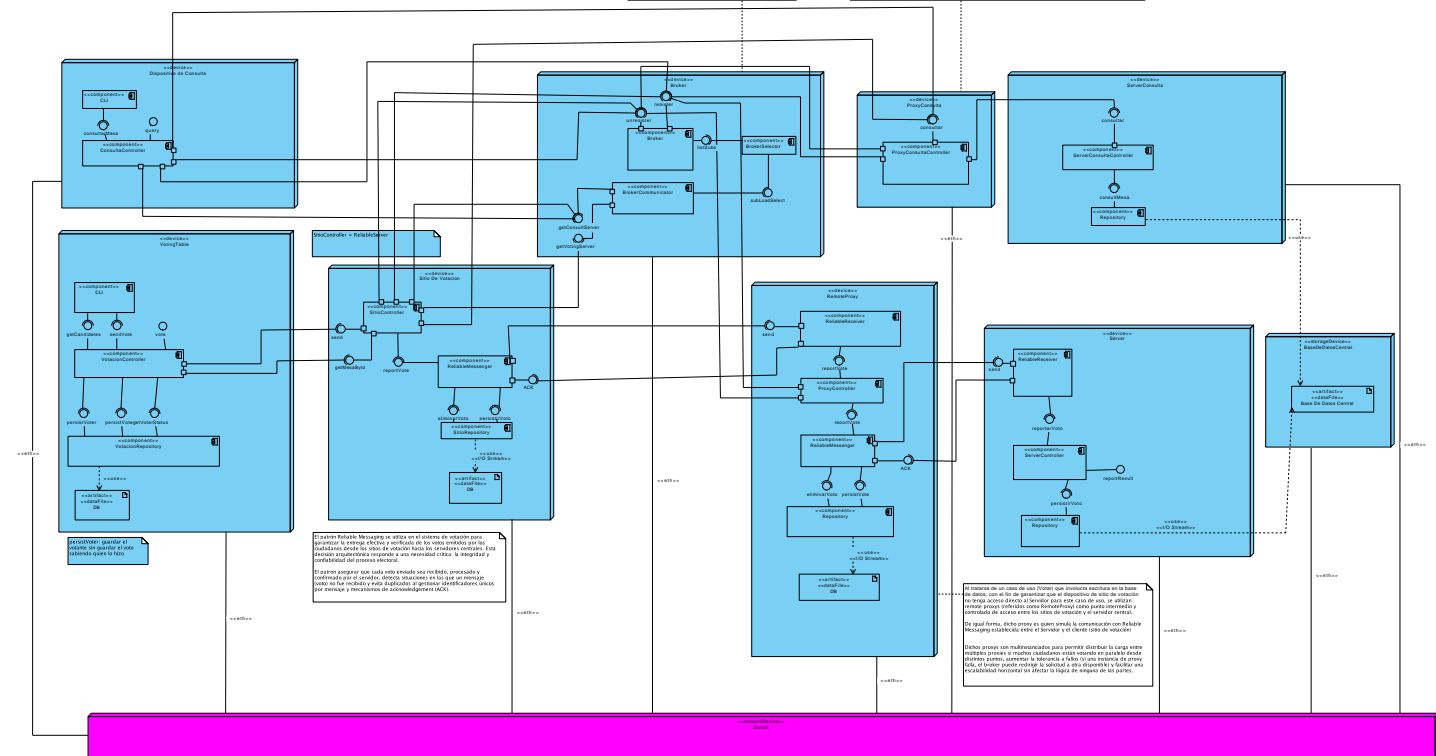 <<device>>
Dispositivo de Consulta
<<component>>
CLI
consultaMesa
query
<<component>>
ConsultaController
<<device>>
Broker
register
unregister
<<component>>
Broker
listSubs
<<component>>
BrokerSelector
<<component>>
BrokerCommunicator
subLoadSelect
getConsultServer
getVotingServer
<<device>>
ProxyConsulta
consultar
<<component>>
ProxyConsultaController
<<device>>
ServerConsulta
consultar
<<component>>
ServerConsultaController
consultMesa
<<component>>
Repository
<<use>>
<<eth>>
<<device>>
VotingTable
<<component>>
CLI
getCandidates
sendVote
vote
<<component>>
VotacionController
persistVoter
persistVote
getVoterStatus
<<component>>
VotacionRepository
<<use>>
<<artifact>>
<<dataFile>>
DB
persistVoter: guardar el
votante sin guardar el voto
sabiendo quien lo hizo
SitioController = ReliableServer
<<device>>
Sitio De Votacion
<<component>>
SitioController
send
getMesaById
reportVote
<<component>>
ReliableMessenger
ACK
eliminarVoto
persistirVoto
<<component>>
SitioRepository
<<use>>
<<I/O Stream>>
<<artifact>>
<<dataFile>>
DB
El patrón Reliable Messaging se utiliza en el sistema de votación para
garantizar la entrega efectiva y verificada de los votos emitidos por los
ciudadanos desde los sitios de votación hacia los servidores centrales. Esta
decisión arquitectónica responde a una necesidad crítica: la integridad y
confiabilidad del proceso electoral.
El patron asegurar que cada voto enviado sea recibido, procesado y
confirmado por el servidor, detecta situaciones en las que un mensaje
(voto) no fue recibido y evita duplicados al gestionar identificadores únicos
por mensaje y mecanismos de acknowledgement (ACK).
<<device>>
RemoteProxy
<<component>>
ReliableReceiver
send
reportVote
<<component>>
ProxyController
reportVote
<<component>>
ReliableMessenger
ACK
eliminarVoto
persistVote
<<component>>
Repository
<<use>>
<<I/O Stream>>
<<artifact>>
<<dataFile>>
DB
<<device>>
Server
<<component>>
ReliableReceiver
send
reportarVoto
<<component>>
ServerController
reportResult
persistirVoto
<<component>>
Repository
<<use>>
<<I/O Stream>>
<<storageDevice>>
BaseDeDatosCentral
<<artifact>>
<<dataFile>>
Base De Datos Central
Al tratarse de un caso de uso (Votar) que involucra escritura en la base
de datos, con el fin de garantizar que el dispositivo de sitio de votación
no tenga acceso directo al Servidor para este caso de uso, se utilizan
remote proxys (referidos como RemoteProxy) como punto intermedio y
controlado de acceso entre los sitios de votación y el servidor central.
De igual forma, dicho proxy es quien simula la comunicación con Reliable
Messaging establecida entre el Servidor y el cliente (sitio de votación)
Dichos proxys son multinstanciados para permitir distribuir la carga entre
múltiples proxies si muchos ciudadanos están votando en paralelo desde
distintos puntos, aumentar la tolerancia a fallos (si una instancia de proxy
falla, el broker puede redirigir la solicitud a otra disponible) y facilitar una
escalabilidad horizontal sin afectar la lógica de ninguna de las partes.
<<eth>>
<<eth>>
<<eth>>
<<eth>>
<<eth>>
<<eth>>
<<eth>>
<<eth>>
<<networkDevice>>
Switch